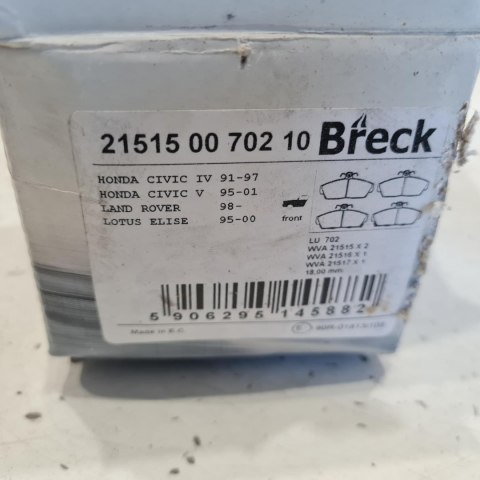 21515 00 702 10 Breck
HONDA CIVIC IV 91-97
HONDA CIVIC V 95-01
LAND ROVER 98-
LOTUS ELISE 95-00
front
LU 702
WVA 21515 X 2
WVA 21516 X 1
WVA 21517 X 1
18,00 mm
5 906295 145882
Made in E.C.